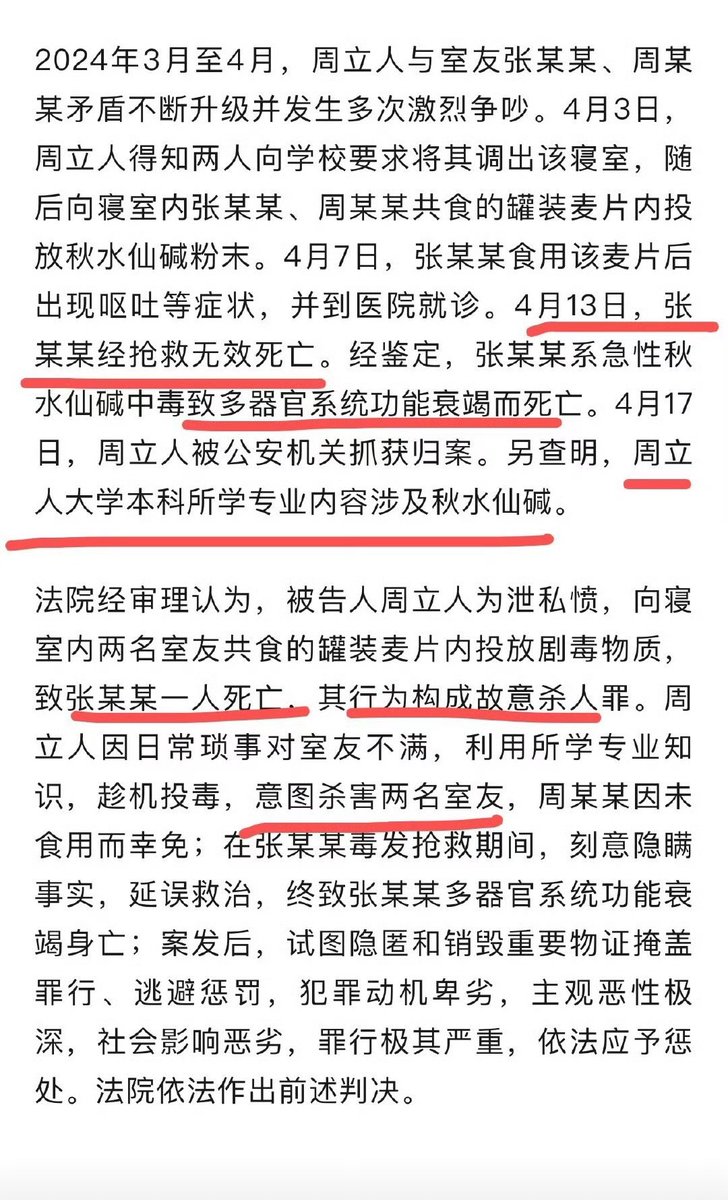 2024年3月至4月，周立人与室友张某某、周某
某矛盾不断升级并发生多次激烈争吵。4月3日，
周立人得知两人向学校要求将其调出该寝室，随
后向寝室内张某某、周某某共食的罐装麦片内投
放秋水仙碱粉末。4月7日，张某某食用该麦片后
出现呕吐等症状，并到医院就诊。4月13日，张
某某经抢救无效死亡。经鉴定，张某某系急性秋
水仙碱中毒致多器官系统功能衰竭而死亡。4月17
日，周立人被公安机关抓获归案。另查明，周立
人大学本科所学专业内容涉及秋水仙碱。
法院经审理认为，被告人周立人为泄私愤，向寝
室内两名室友共食的罐装麦片内投放剧毒物质，
致张某某一人死亡，其行为构成故意杀人罪。周
立人因日常琐事对室友不满，利用所学专业知
识，趁机投毒，意图杀害两名室友，周某某因未
食用而幸免；在张某某毒发抢救期间，刻意隐瞒
事实，延误救治，终致张某某多器官系统功能衰
竭身亡；案发后，试图隐匿和销毁重要物证掩盖
罪行、逃避惩罚，犯罪动机卑劣，主观恶性极
深，社会影响恶劣，罪行极其严重，依法应予惩
处。法院依法作出前述判决。